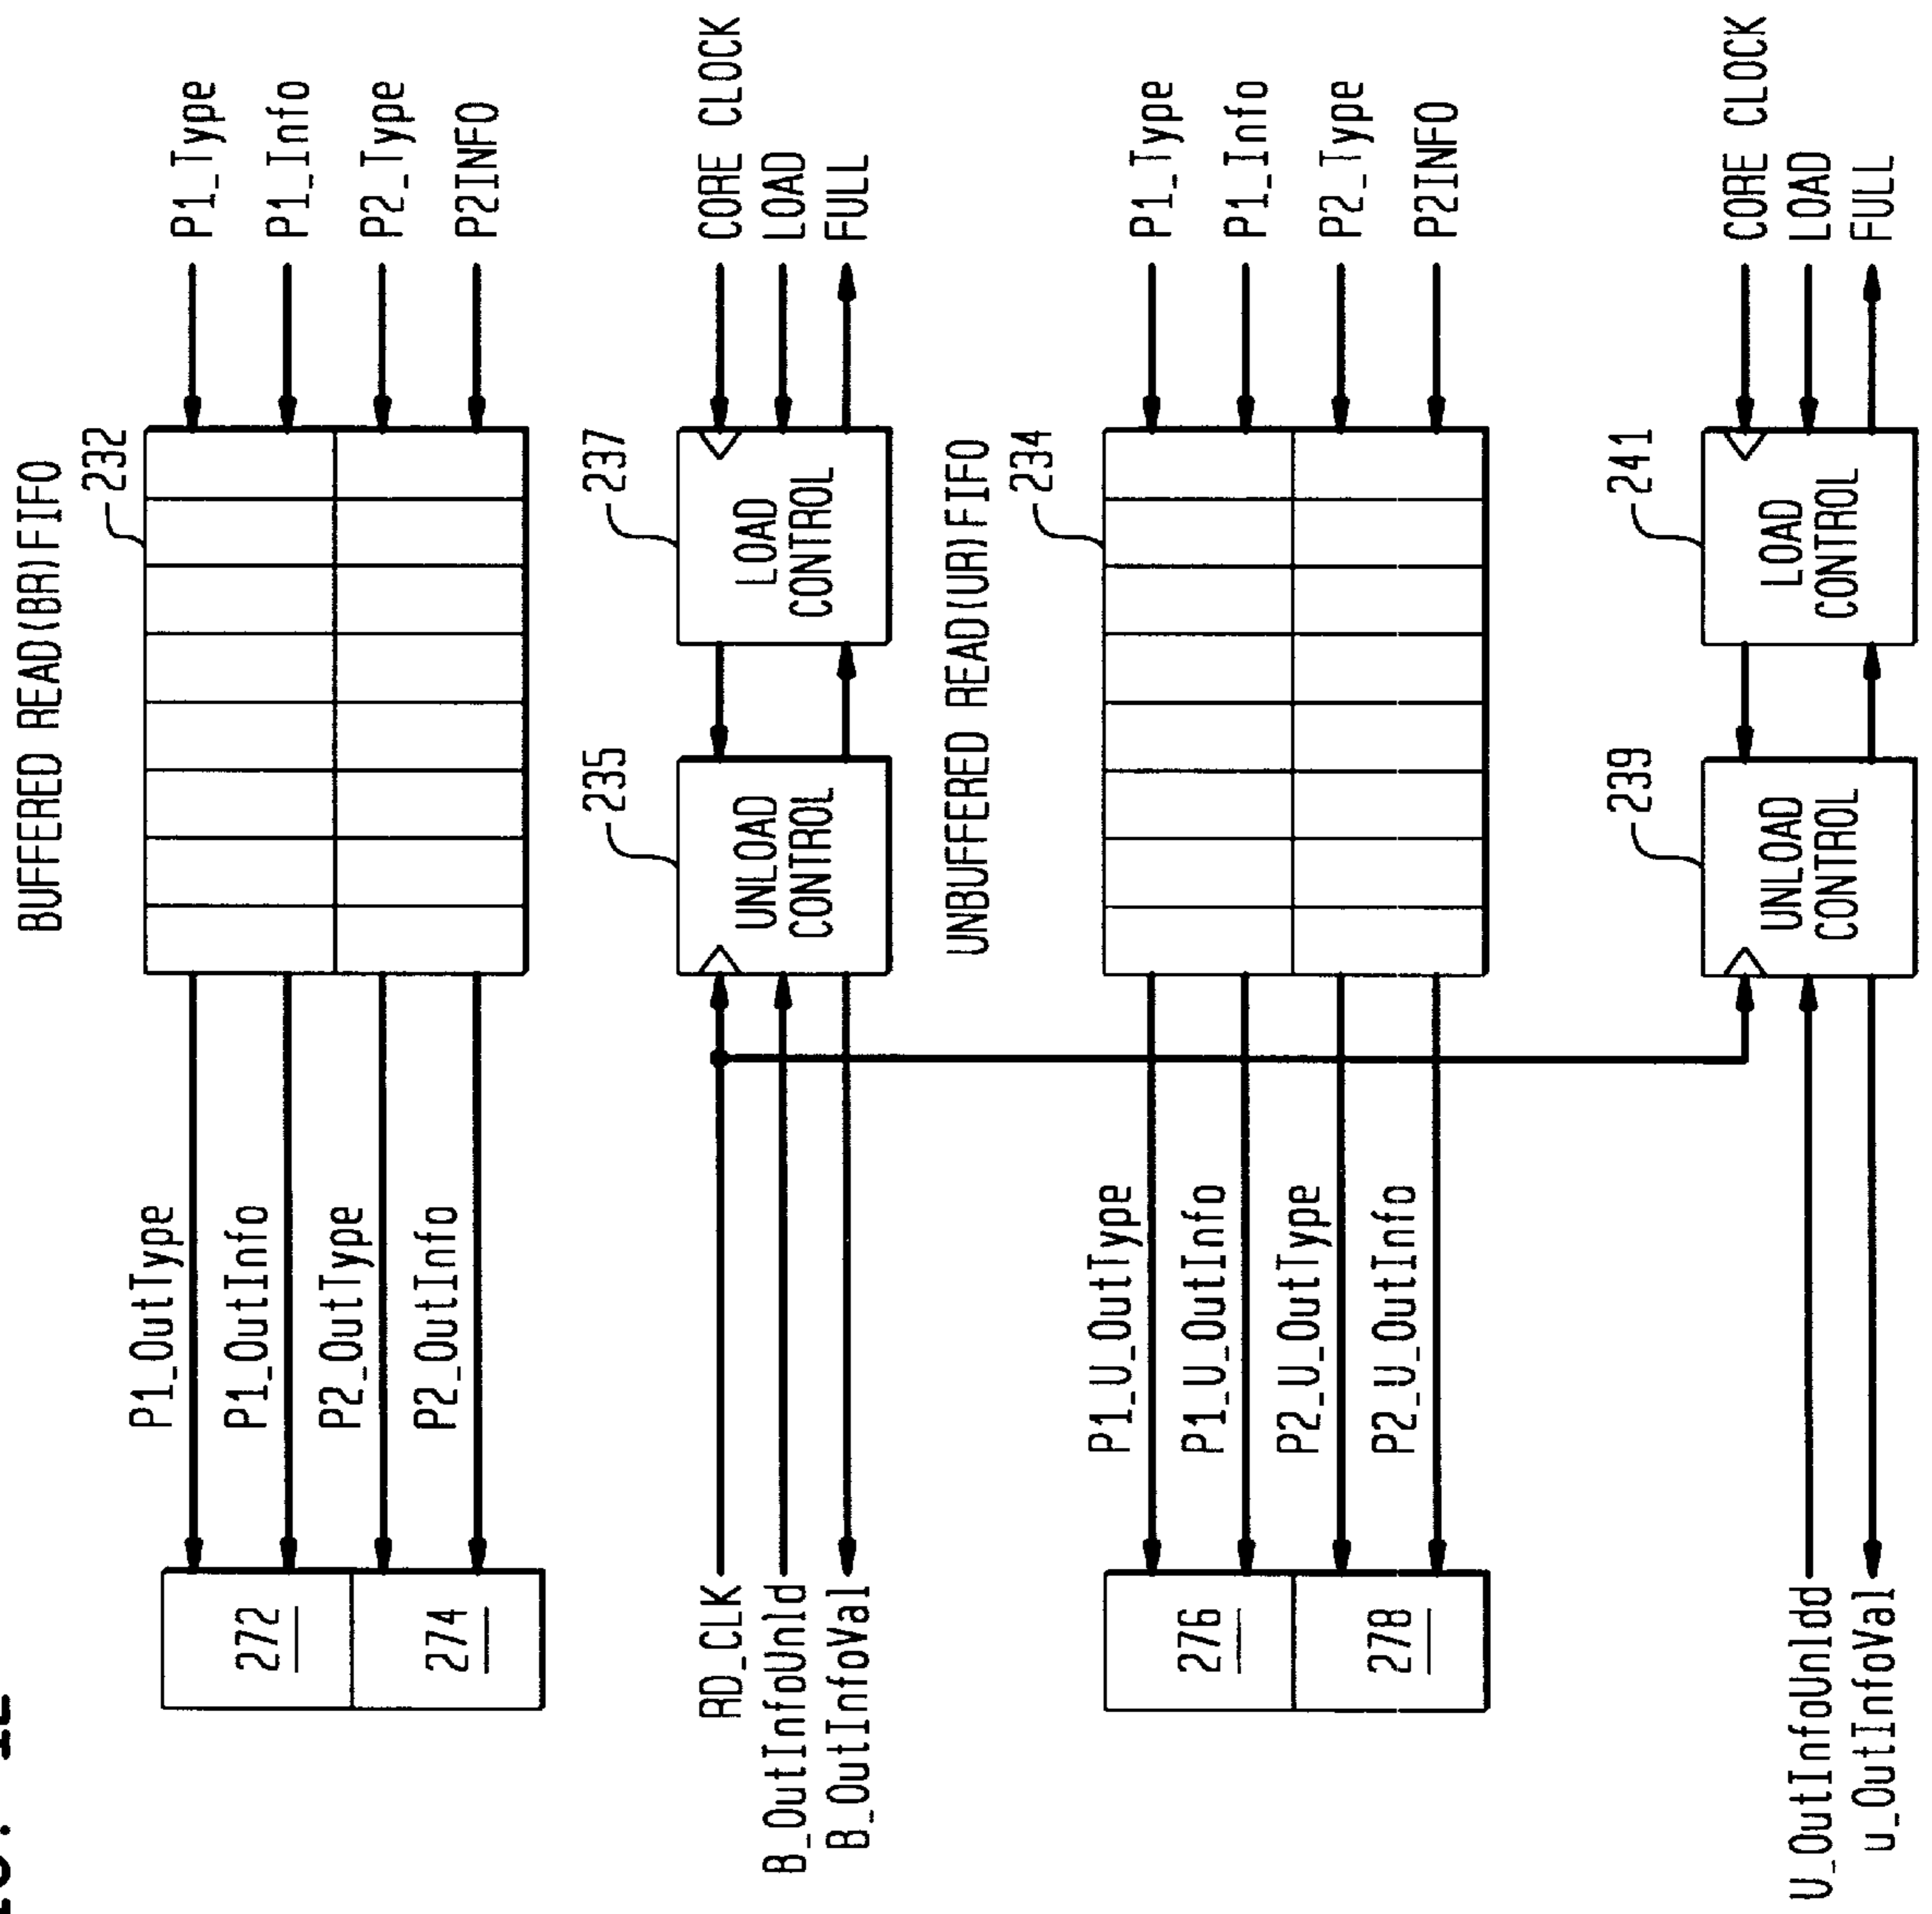 BUFFERED READ(BR)FIFO
232
P1_Type
P1_Info
P2_Type
P2INFO
P1_OutType
P1_OutInfo
P2_OutType
P2_OutInfo
272
274
235
UNLOAD
CONTROL
237
LOAD
CONTROL
CORE CLOCK
LOAD
FULL
RD_CLK
B_OutInfoUnld
B_OutInfoVal
UNBUFFERED READ(UR)FIFO
234
P1_Type
P1_Info
P2_Type
P2INFO
P1_U_OutType
P1_U_OutInfo
P2_U_OutType
P2_U_OutInfo
276
278
239
UNLOAD
CONTROL
241
LOAD
CONTROL
CORE CLOCK
LOAD
FULL
U_OutInfoUnldd
u_OutInfoVal